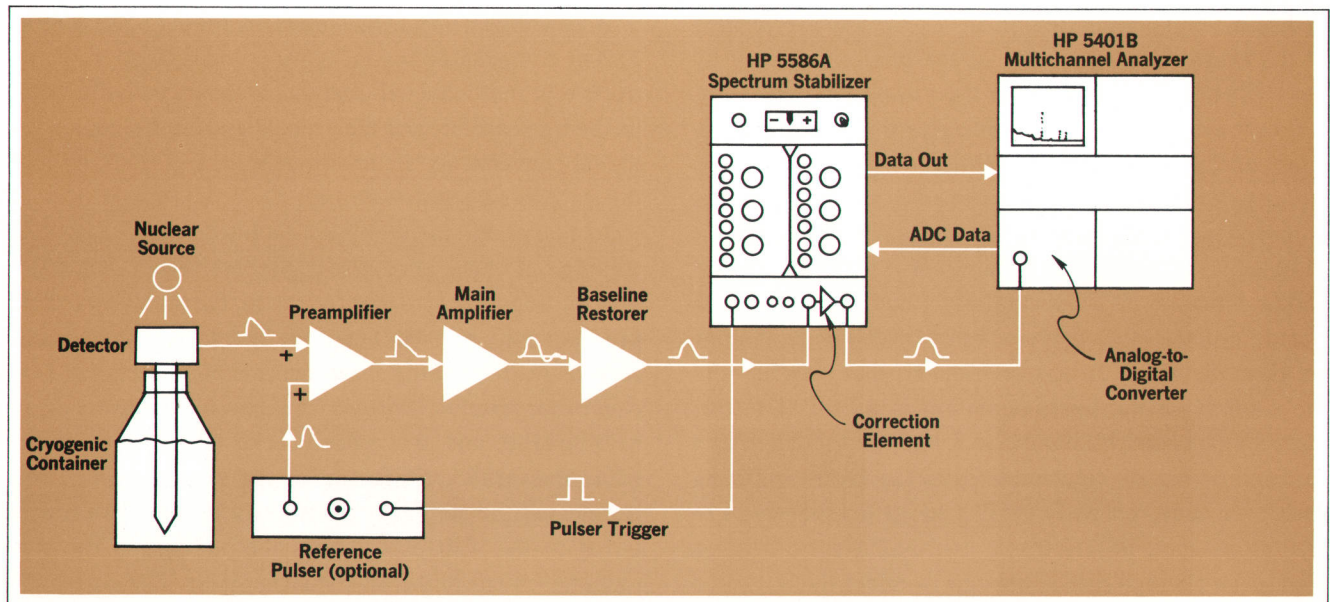 HP 5401B
Multichannel Analyzer
HP 5586A
Spectrum Stabilizer
Data Out
ADC Data
Nuclear
Source
Detector
Preamplifier
Main
Amplifier
Baseline
Restorer
+
+
- +
Cryogenic
Container
Correction
Element
Analog-to-
Digital
Converter
Pulser Trigger
Reference
Pulser (optional)